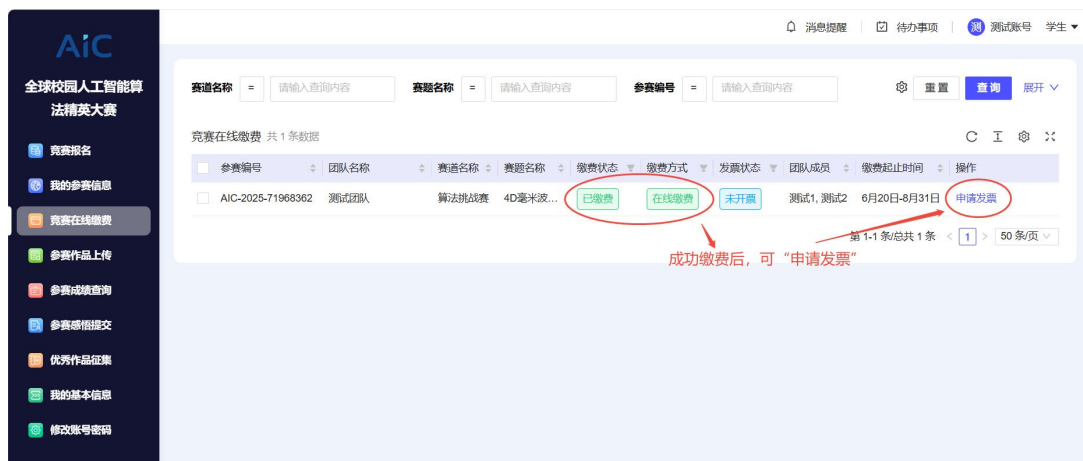 消息提醒 待办事项 测 测试账号 学生
AiC
全球校园人工智能算
法精英大赛
竞赛报名
我的参赛信息
竞赛在线缴费
参赛作品上传
参赛成绩查询
参赛感悟提交
优秀作品征集
我的基本信息
修改账号密码
赛道名称 = 请输入查询内容 赛题名称 = 请输入查询内容 参赛编号 = 请输入查询内容 重置 查询 展开
竞赛在线缴费 共 1 条数据
参赛编号 团队名称 赛道名称 赛题名称 缴费状态 缴费方式 发票状态 团队成员 缴费起止时间 操作
AIC-2025-71968362 测试团队 算法挑战赛 4D毫米波... 已缴费 在线缴费 未开票 测试1, 测试2 6月20日-8月31日 申请发票
第 1-1 条/总共 1 条 < 1 > 50 条/页
成功缴费后，可“申请发票”